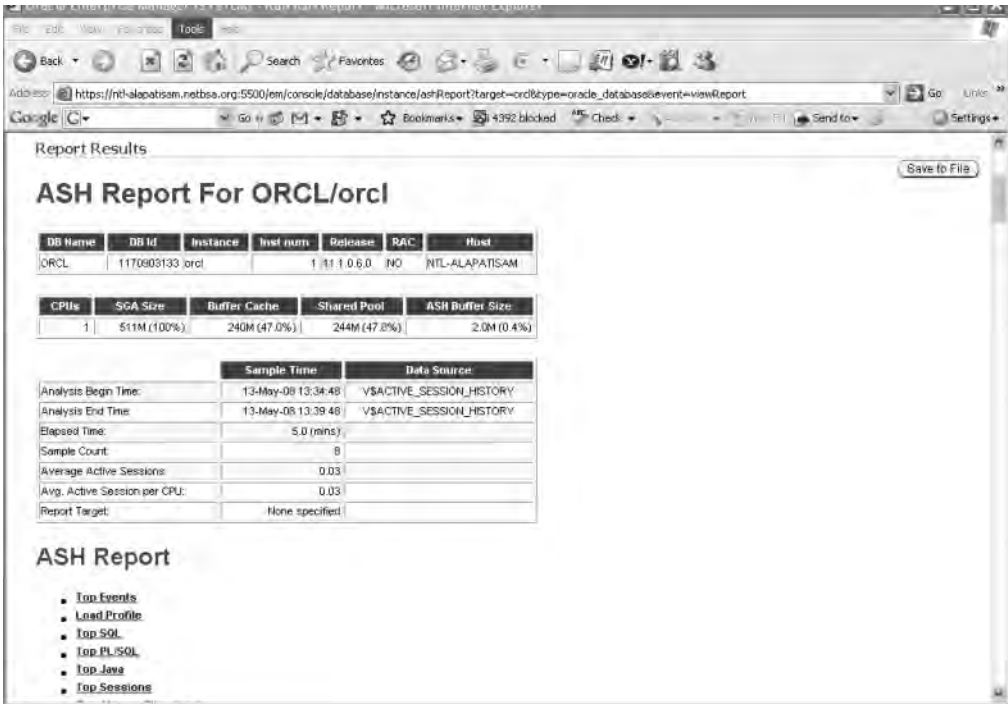 Tools
Back
Search
Favorites
Address
https://ntl-alapatisam.netbsa.org:5500/em/console/database/instance/ashReport?target=orcl&type=oracle_database&event=viewReport
Go
Links
Google
Go
Bookmarks
4392 blocked
Check
Send to
Settings
Report Results
Save to File
ASH Report For ORCL/orcl
DB Name DB Id Instance Inst num Release RAC Host
ORCL 1170903133 orcl 1 11.1.0.6.0 NO NTL-ALAPATISAM
CPUs SGA Size Buffer Cache Shared Pool ASH Buffer Size
1 511M (100%) 240M (47.0%) 244M (47.8%) 2.0M (0.4%)
Sample Time Data Source
Analysis Begin Time: 13-May-08 13:34:48 V$ACTIVE_SESSION_HISTORY
Analysis End Time: 13-May-08 13:39:48 V$ACTIVE_SESSION_HISTORY
Elapsed Time: 5.0 (mins)
Sample Count: 8
Average Active Sessions: 0.03
Avg. Active Session per CPU: 0.03
Report Target: None specified
ASH Report
Top Events
Load Profile
Top SQL
Top PL/SQL
Top Java
Top Sessions